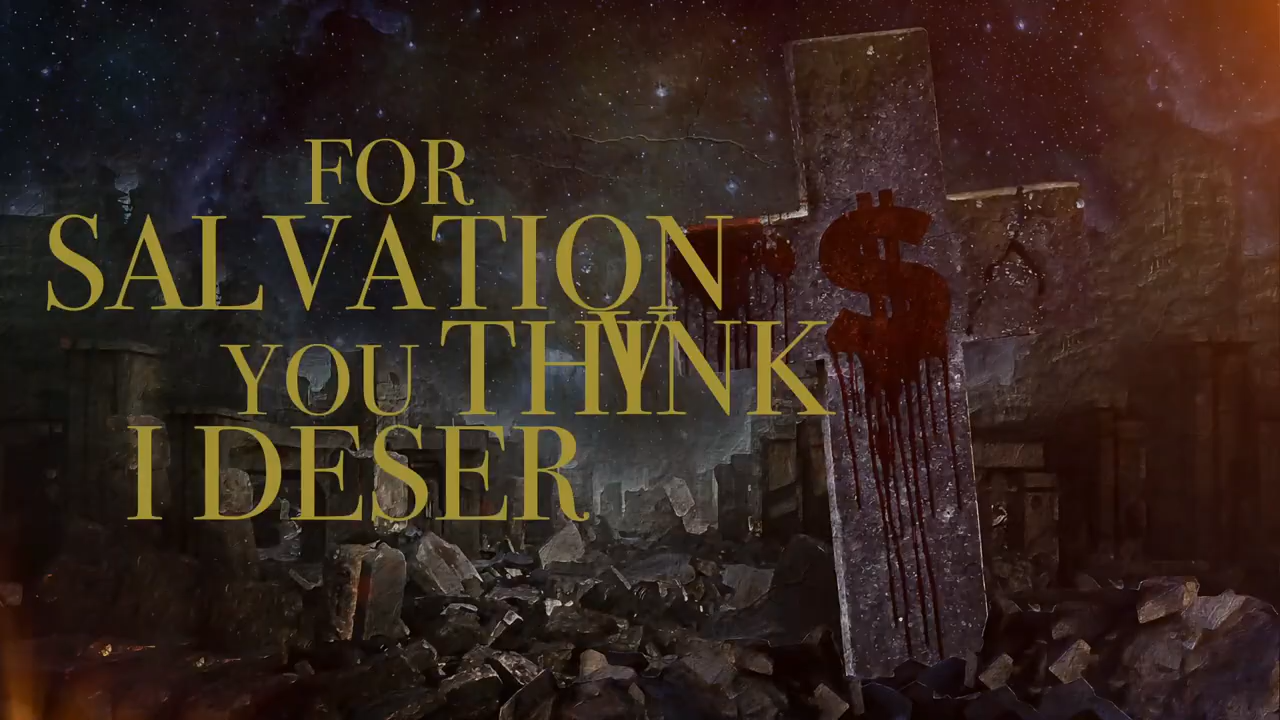 FOR
SALVATION
YOU THINK
I DESER
V
$